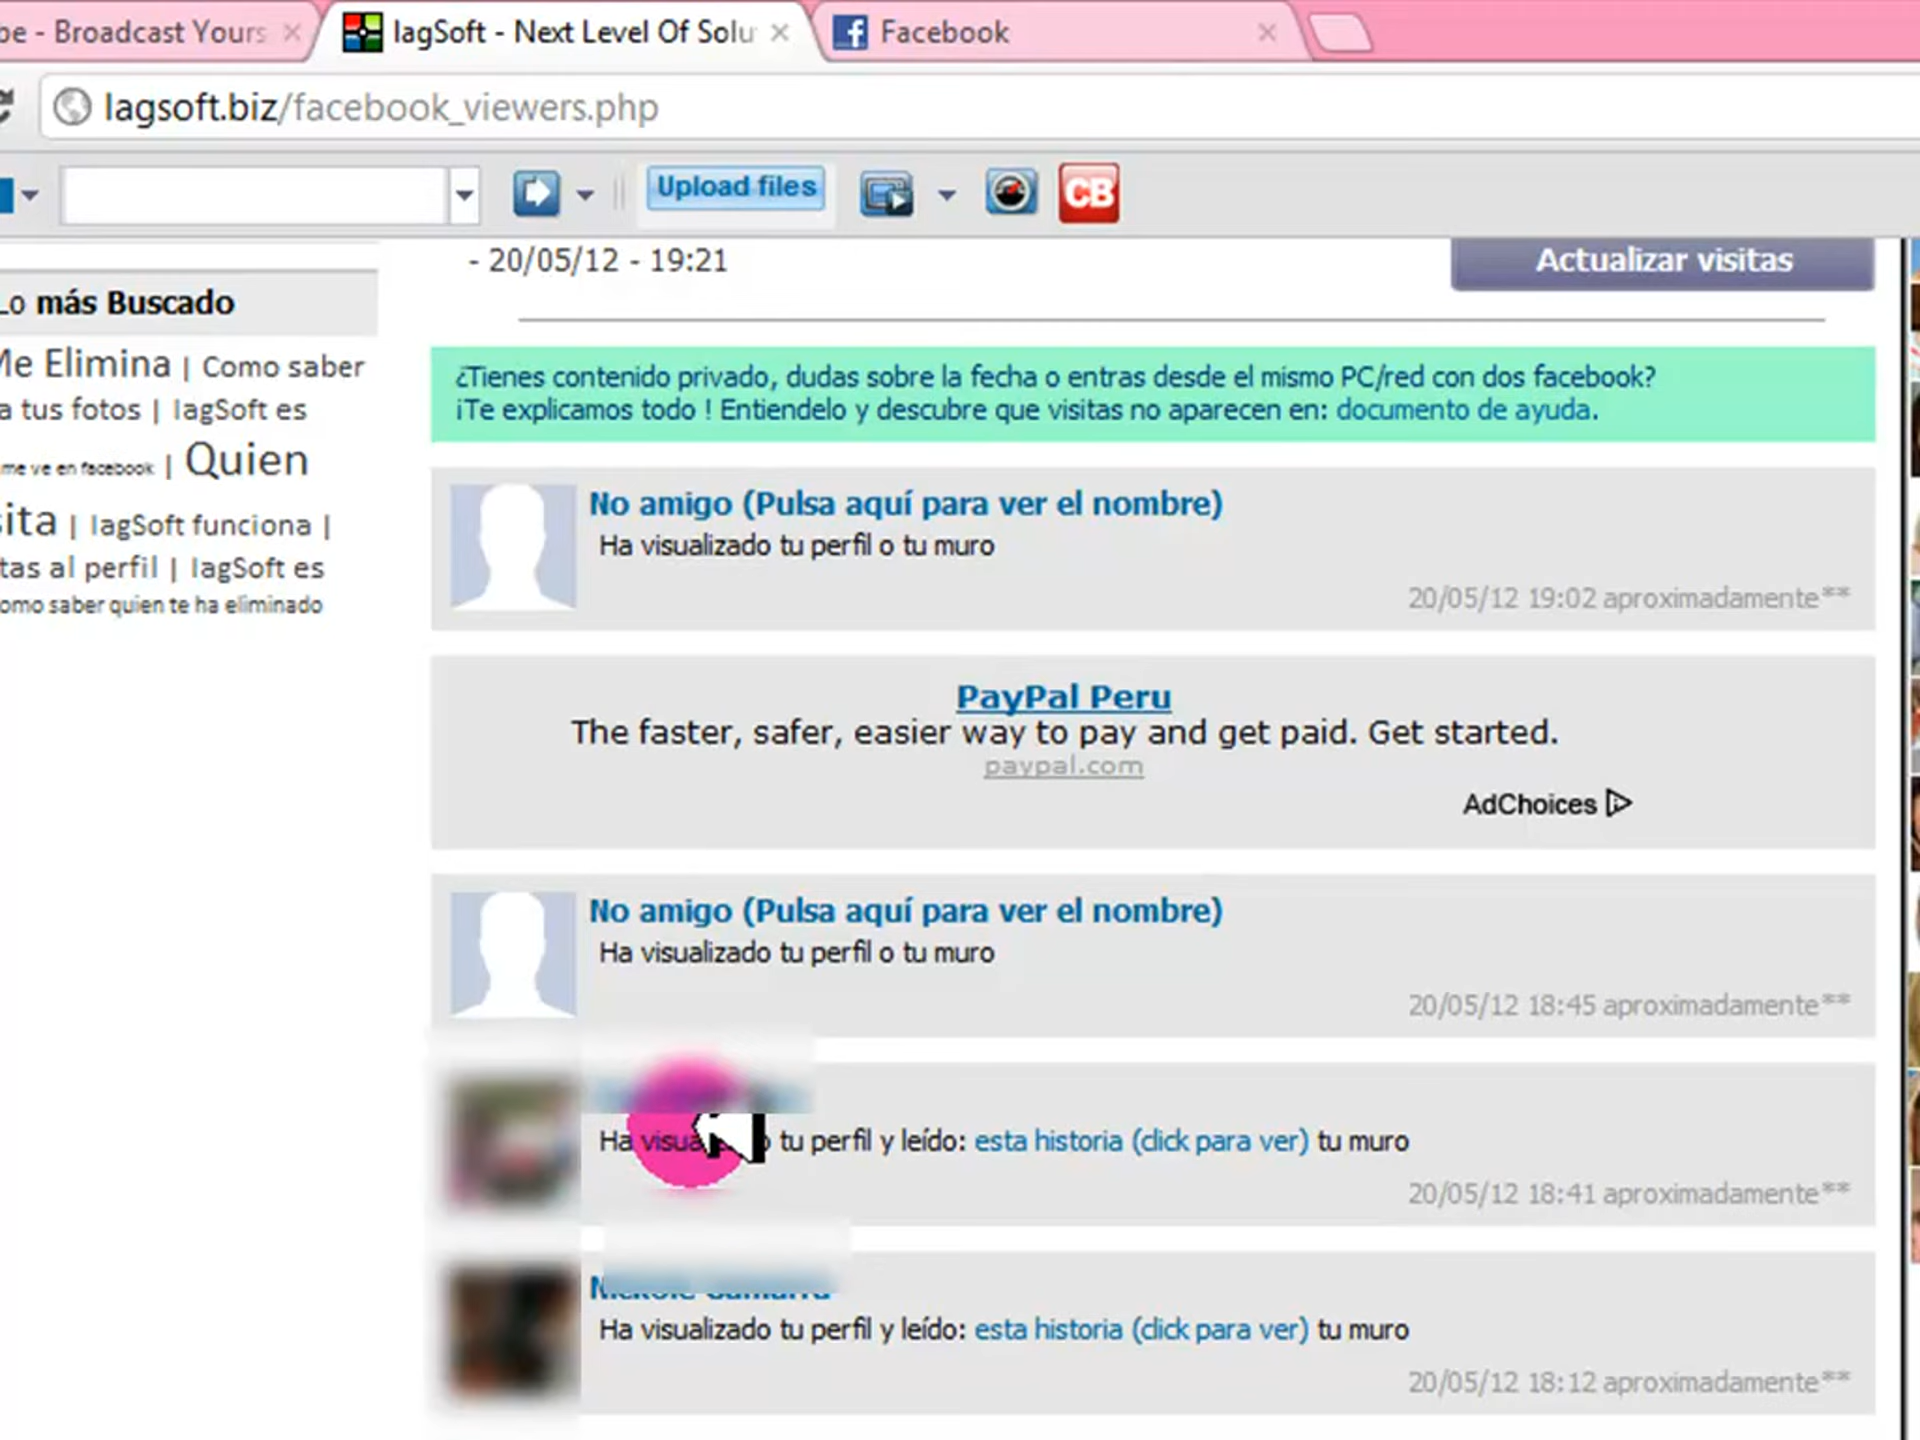 be - Broadcast Yours
lagSoft - Next Level Of Solu
Facebook
lagsoft.biz/facebook_viewers.php
Upload files
CB
- 20/05/12 - 19:21
Actualizar visitas
Lo más Buscado
Me Elimina | Como saber
a tus fotos | lagSoft es
me ve en facebook | Quien
sita | lagSoft funciona |
tas al perfil | lagSoft es
omo saber quien te ha eliminado
¿Tienes contenido privado, dudas sobre la fecha o entras desde el mismo PC/red con dos facebook?
¡Te explicamos todo ! Entiendelo y descubre que visitas no aparecen en: documento de ayuda.
No amigo (Pulsa aquí para ver el nombre)
Ha visualizado tu perfil o tu muro
20/05/12 19:02 aproximadamente**
PayPal Peru
The faster, safer, easier way to pay and get paid. Get started.
paypal.com
AdChoices
No amigo (Pulsa aquí para ver el nombre)
Ha visualizado tu perfil o tu muro
20/05/12 18:45 aproximadamente**
Ha tu perfil y leído: esta historia (click para ver) tu muro
20/05/12 18:41 aproximadamente**
Ha visualizado tu perfil y leído: esta historia (click para ver) tu muro
20/05/12 18:12 aproximadamente**